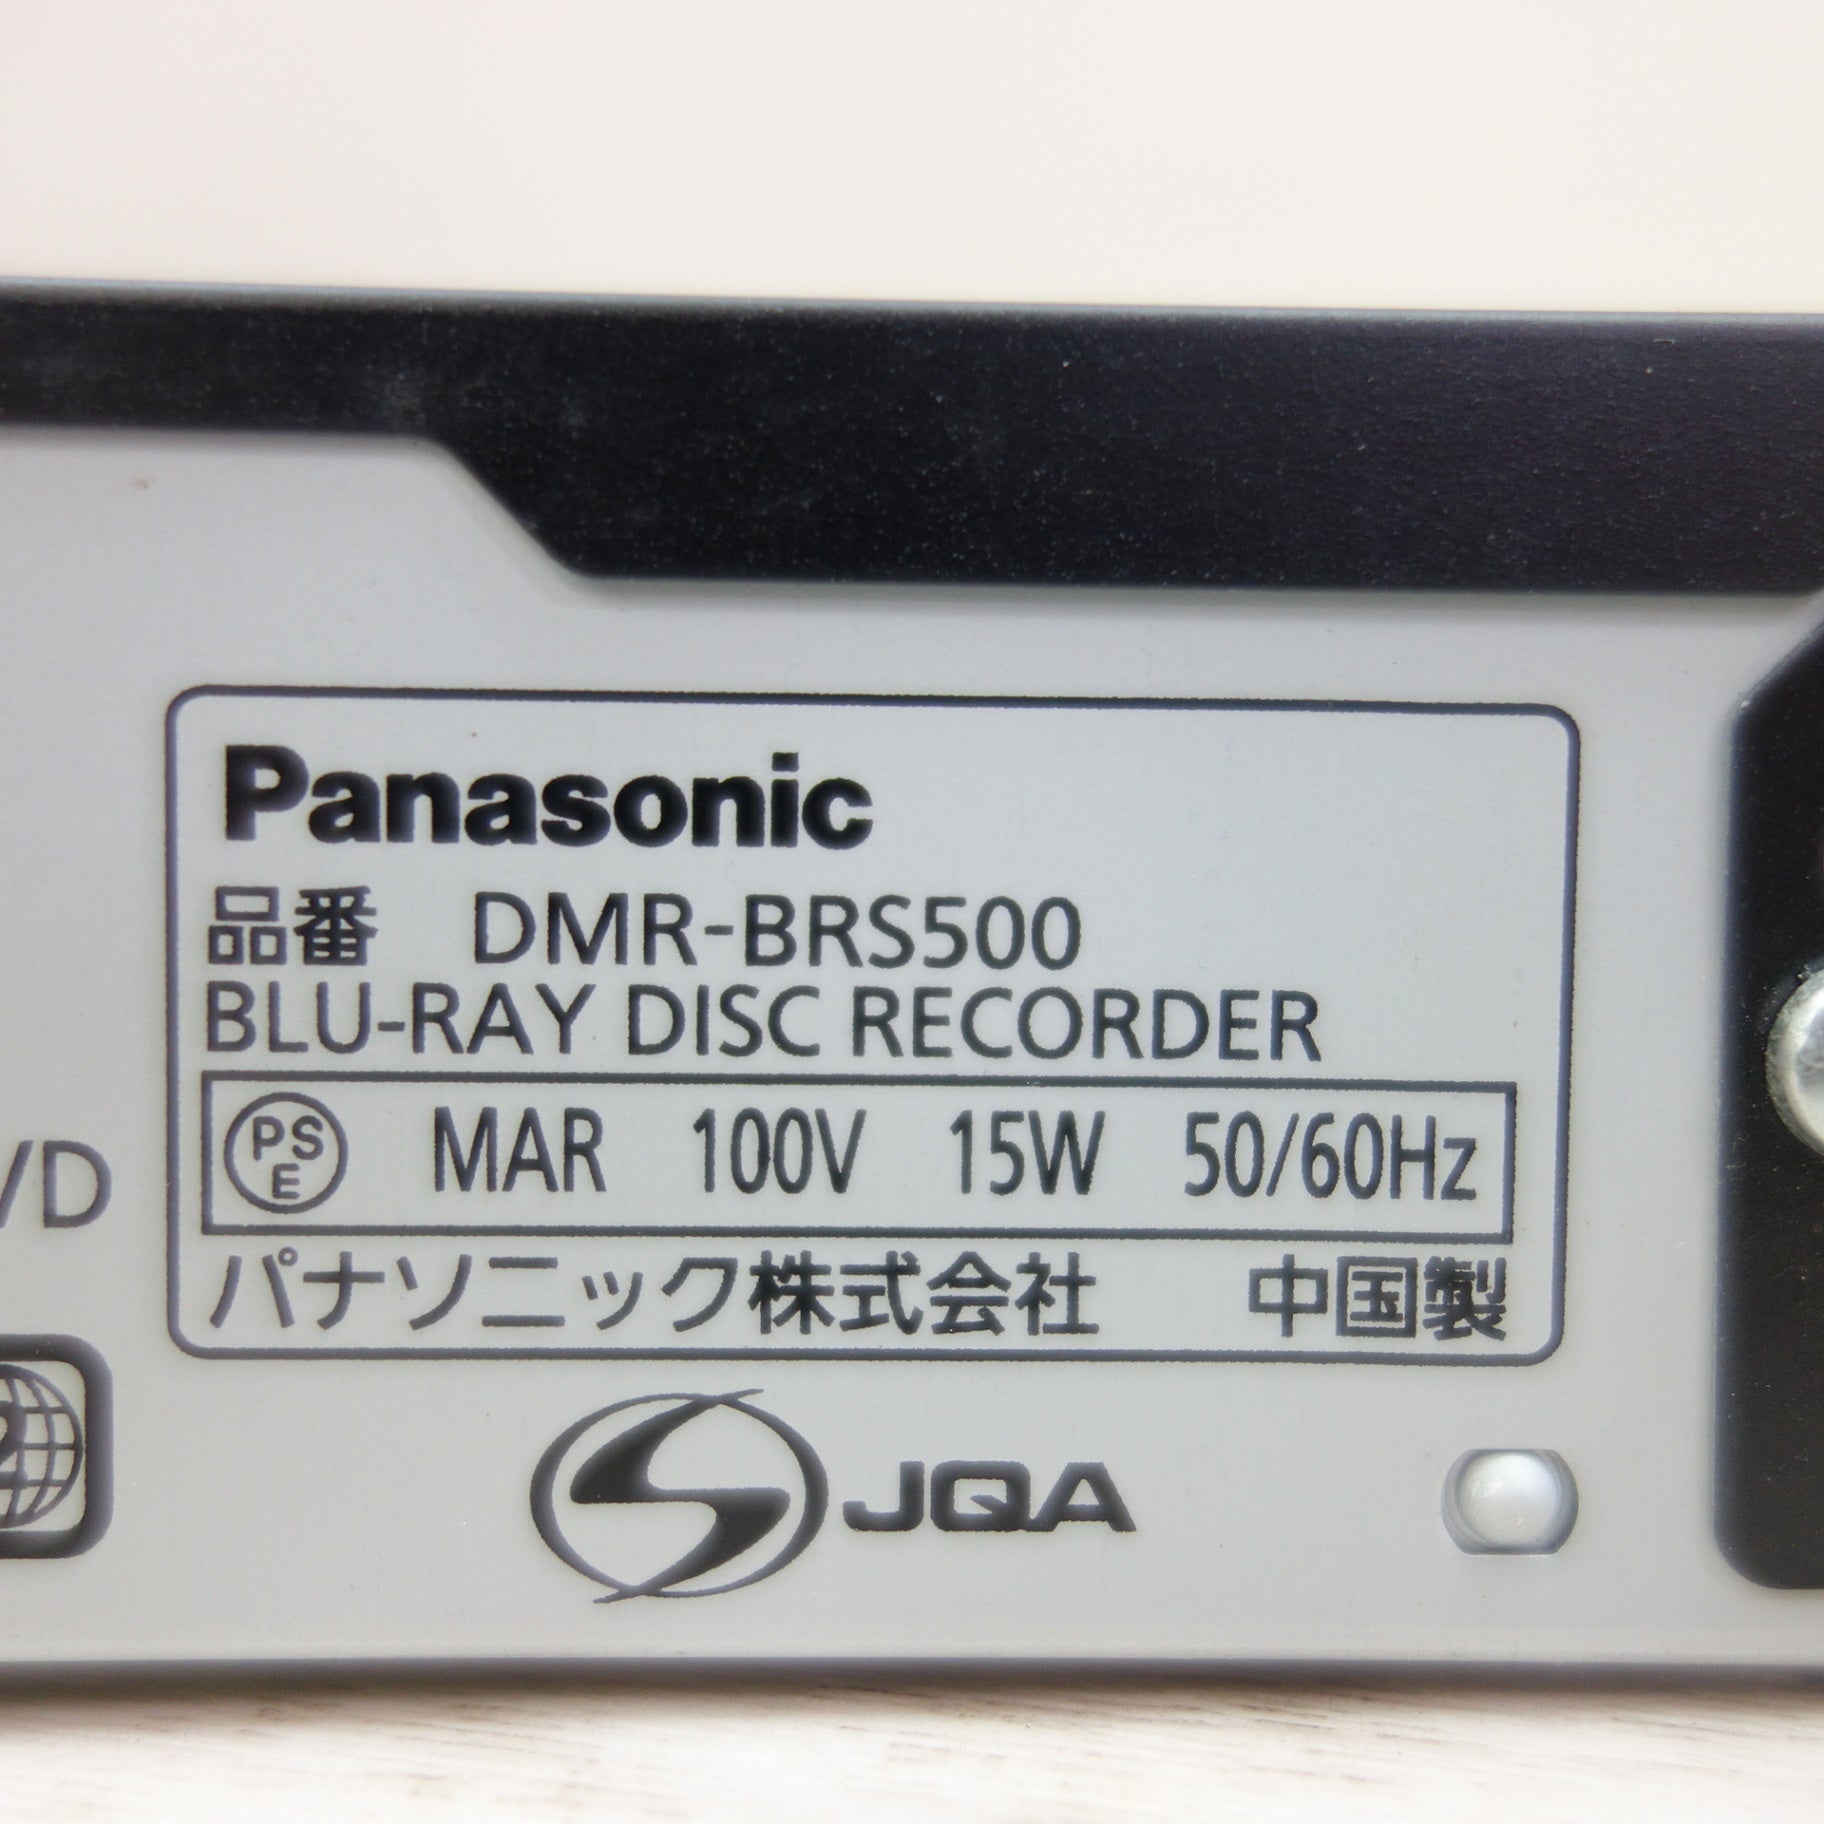 Panasonic
品番 DMR-BRS500
BLU-RAY DISC RECORDER
PSE MAR 100V 15W 50/60Hz
パナソニック株式会社 中国製
/D
2
JQA